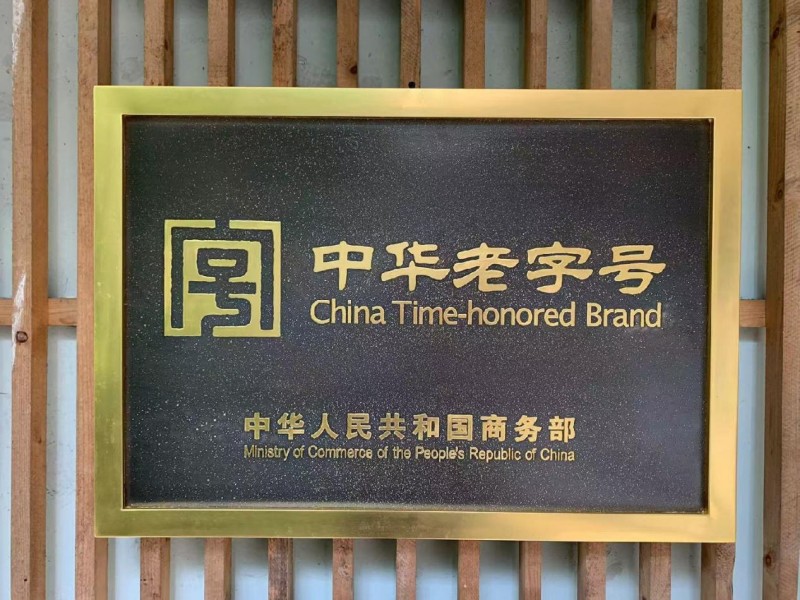 中华老字号
China Time-honored Brand
中华人民共和国商务部
Ministry of Commerce of the People's Republic of China